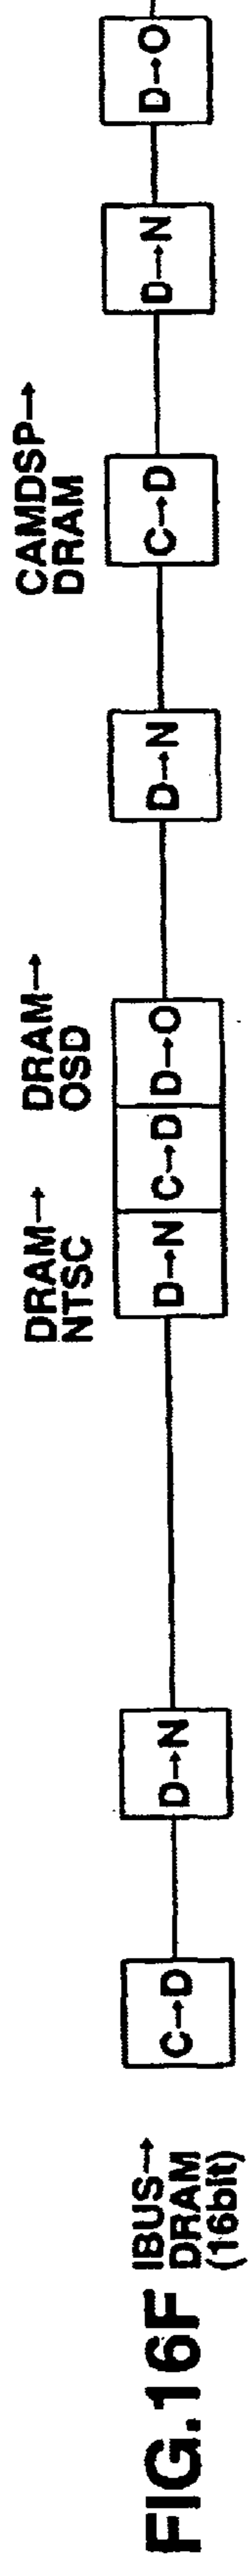 FIG.16F
IBUS→
DRAM
(16bit)
C→D
D→N
DRAM→
NTSC
D→N
C→D
DRAM→
OSD
D→O
D→N
CAMDSP→
DRAM
C→D
D→N
D→O